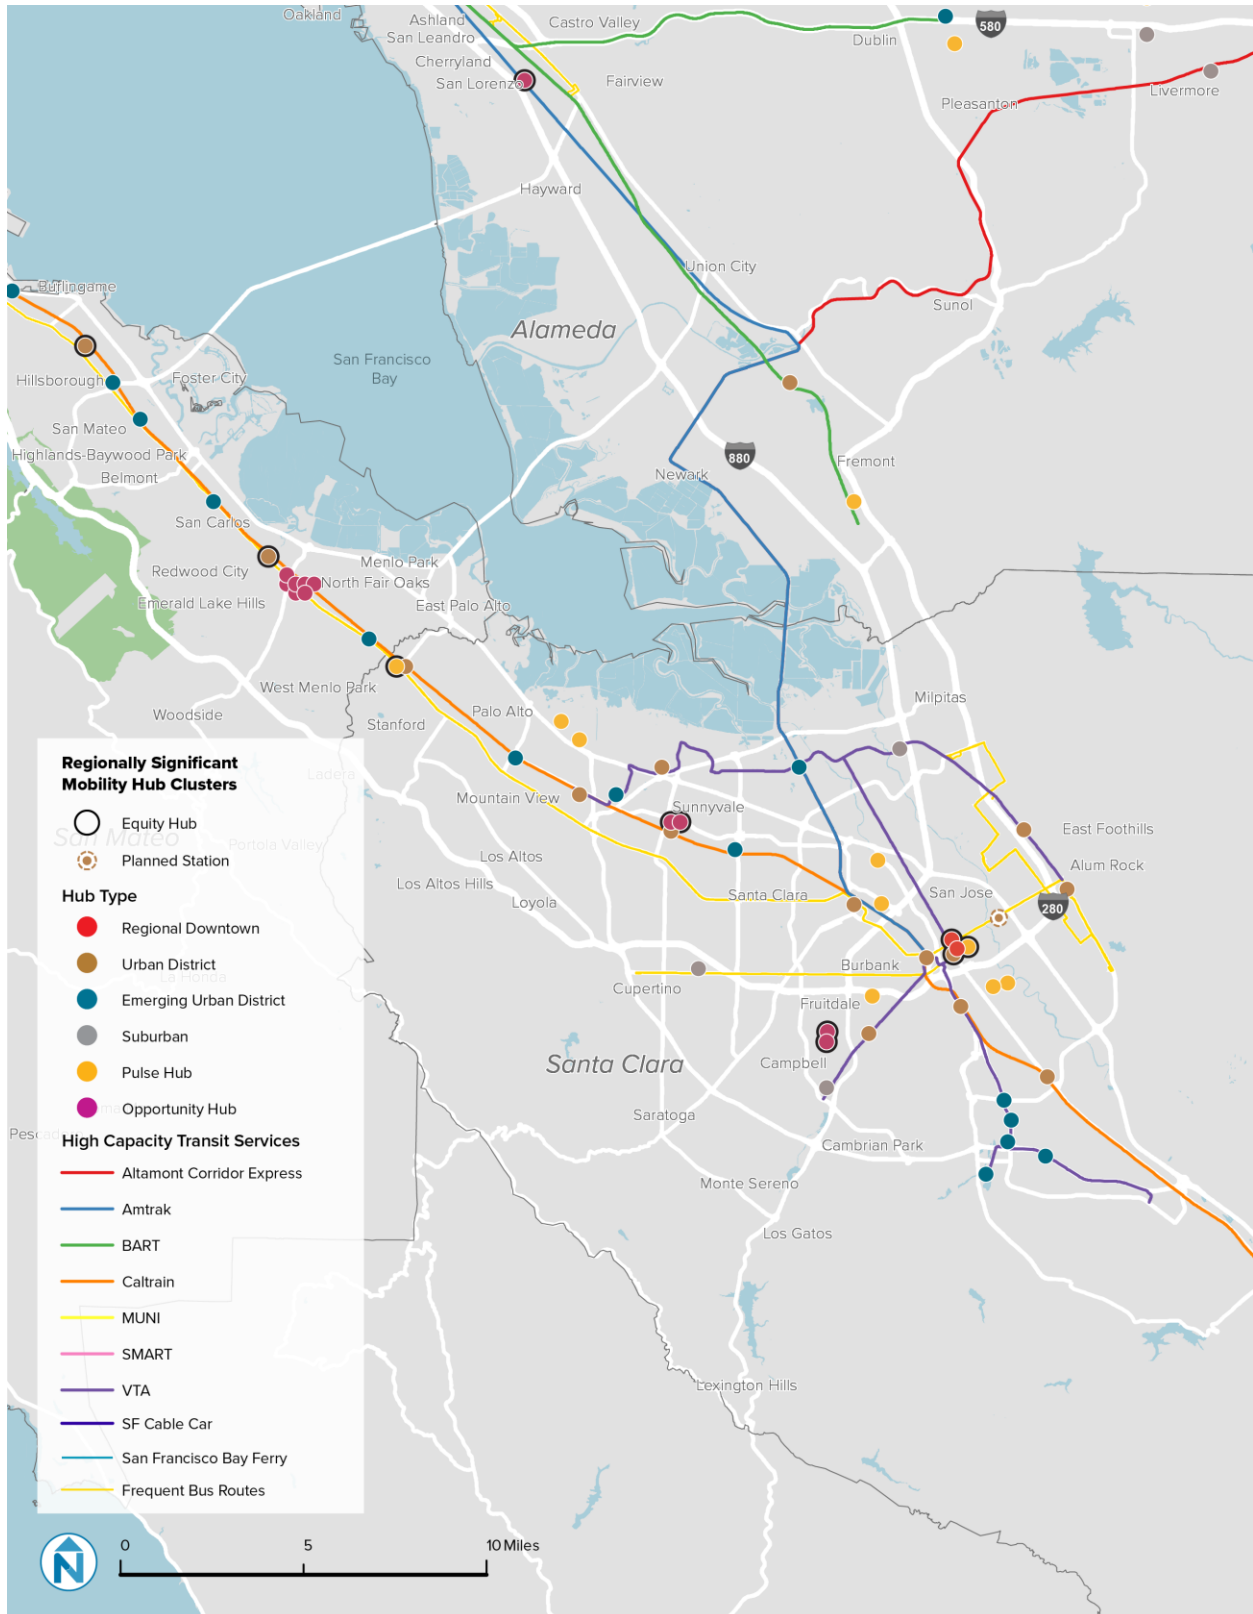 Oakland
Ashland
Castro Valley
San Leandro
580
Dublin
Cherryland
San Lorenzo
Fairview
Livermore
Pleasanton
Hayward
Union City
Burlingame
Sunol
Alameda
San Francisco
Bay
Hillsborough
Foster City
San Mateo
Highlands-Baywood Park
880
Fremont
Belmont
Newark
San Carlos
Menlo Park
Redwood City
North Fair Oaks
Emerald Lake Hills
East Palo Alto
West Menlo Park
Milpitas
Woodside
Palo Alto
Stanford
Ladera
Mountain View
Sunnyvale
San Mateo
Portola Valley
East Foothills
Los Altos
Alum Rock
Los Altos Hills
Santa Clara
San Jose
Loyola
280
La Honda
Burbank
Cupertino
Fruitdale
Santa Clara
Campbell
Saratoga
Cambrian Park
Monte Sereno
Los Gatos
Lexington Hills
Regionally Significant
Mobility Hub Clusters
Equity Hub
Planned Station
Hub Type
Regional Downtown
Urban District
Emerging Urban District
Suburban
Pulse Hub
Opportunity Hub
High Capacity Transit Services
Altamont Corridor Express
Amtrak
BART
Caltrain
MUNI
SMART
VTA
SF Cable Car
San Francisco Bay Ferry
Frequent Bus Routes
N
0 5 10 Miles